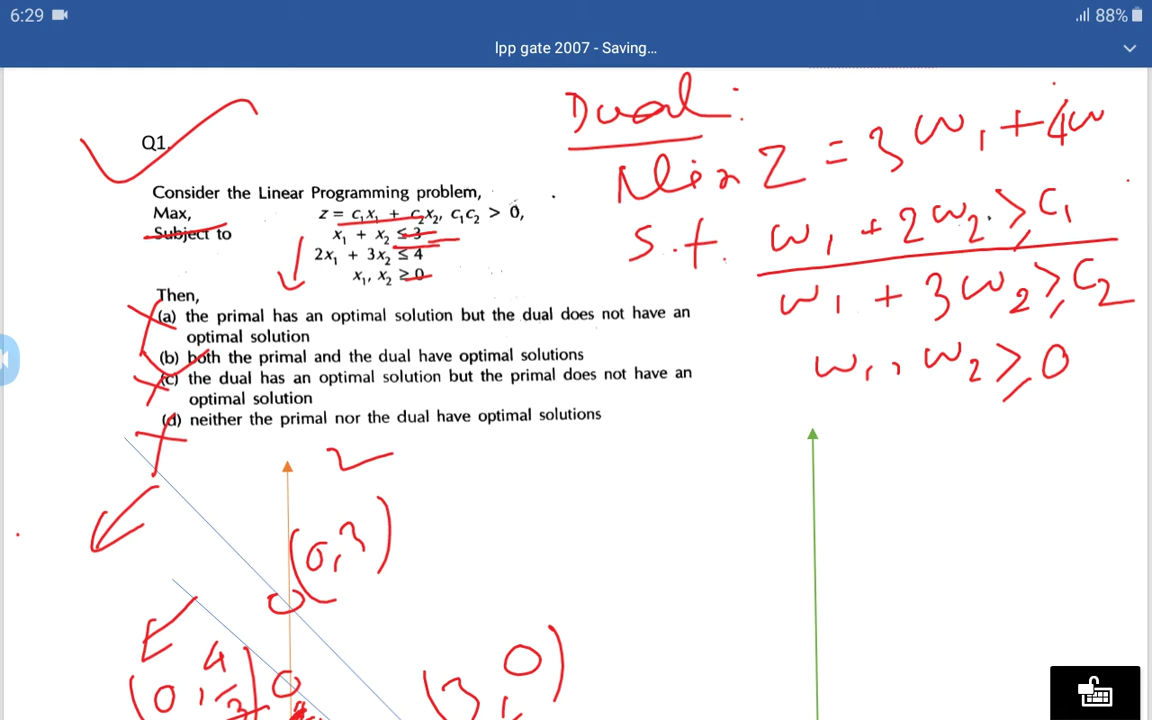 6:29
88%
lpp gate 2007 - Saving...
Q1.
Consider the Linear Programming problem,
Max, z = c₁x₁ + c₂x₂, c₁c₂ > 0,
Subject to x₁ + x₂ ≤ 3
2x₁ + 3x₂ ≤ 4
x₁, x₂ ≥ 0
Then,
(a) the primal has an optimal solution but the dual does not have an
optimal solution
(b) both the primal and the dual have optimal solutions
(c) the dual has an optimal solution but the primal does not have an
optimal solution
(d) neither the primal nor the dual have optimal solutions
Dual :
Min Z = 3w₁ + 4w
s.t. w₁ + 2w₂ ≥ c₁
w₁ + 3w₂ ≥ c₂
w₁, w₂ ≥ 0
(0,3)
(0, 4/3)
(3, 0)